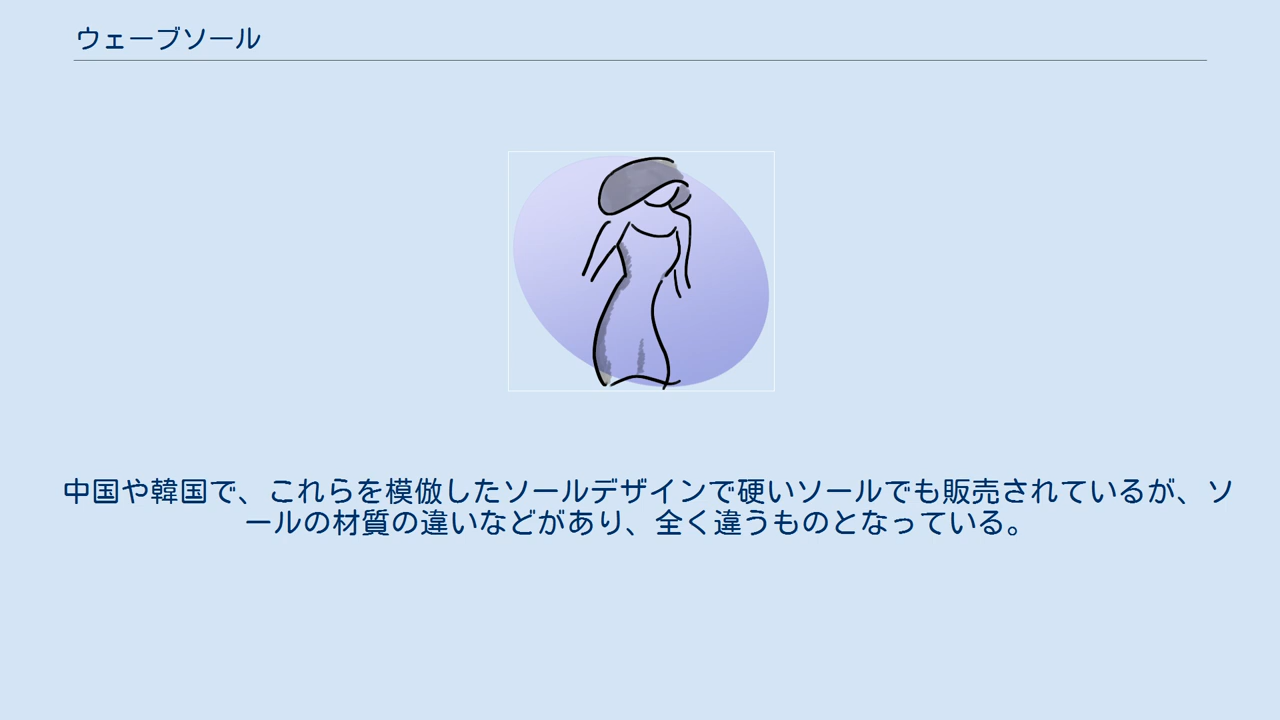 ウェーブソール
中国や韓国で、これらを模倣したソールデザインで硬いソールでも販売されているが、ソ
ールの材質の違いなどがあり、全く違うものとなっている。